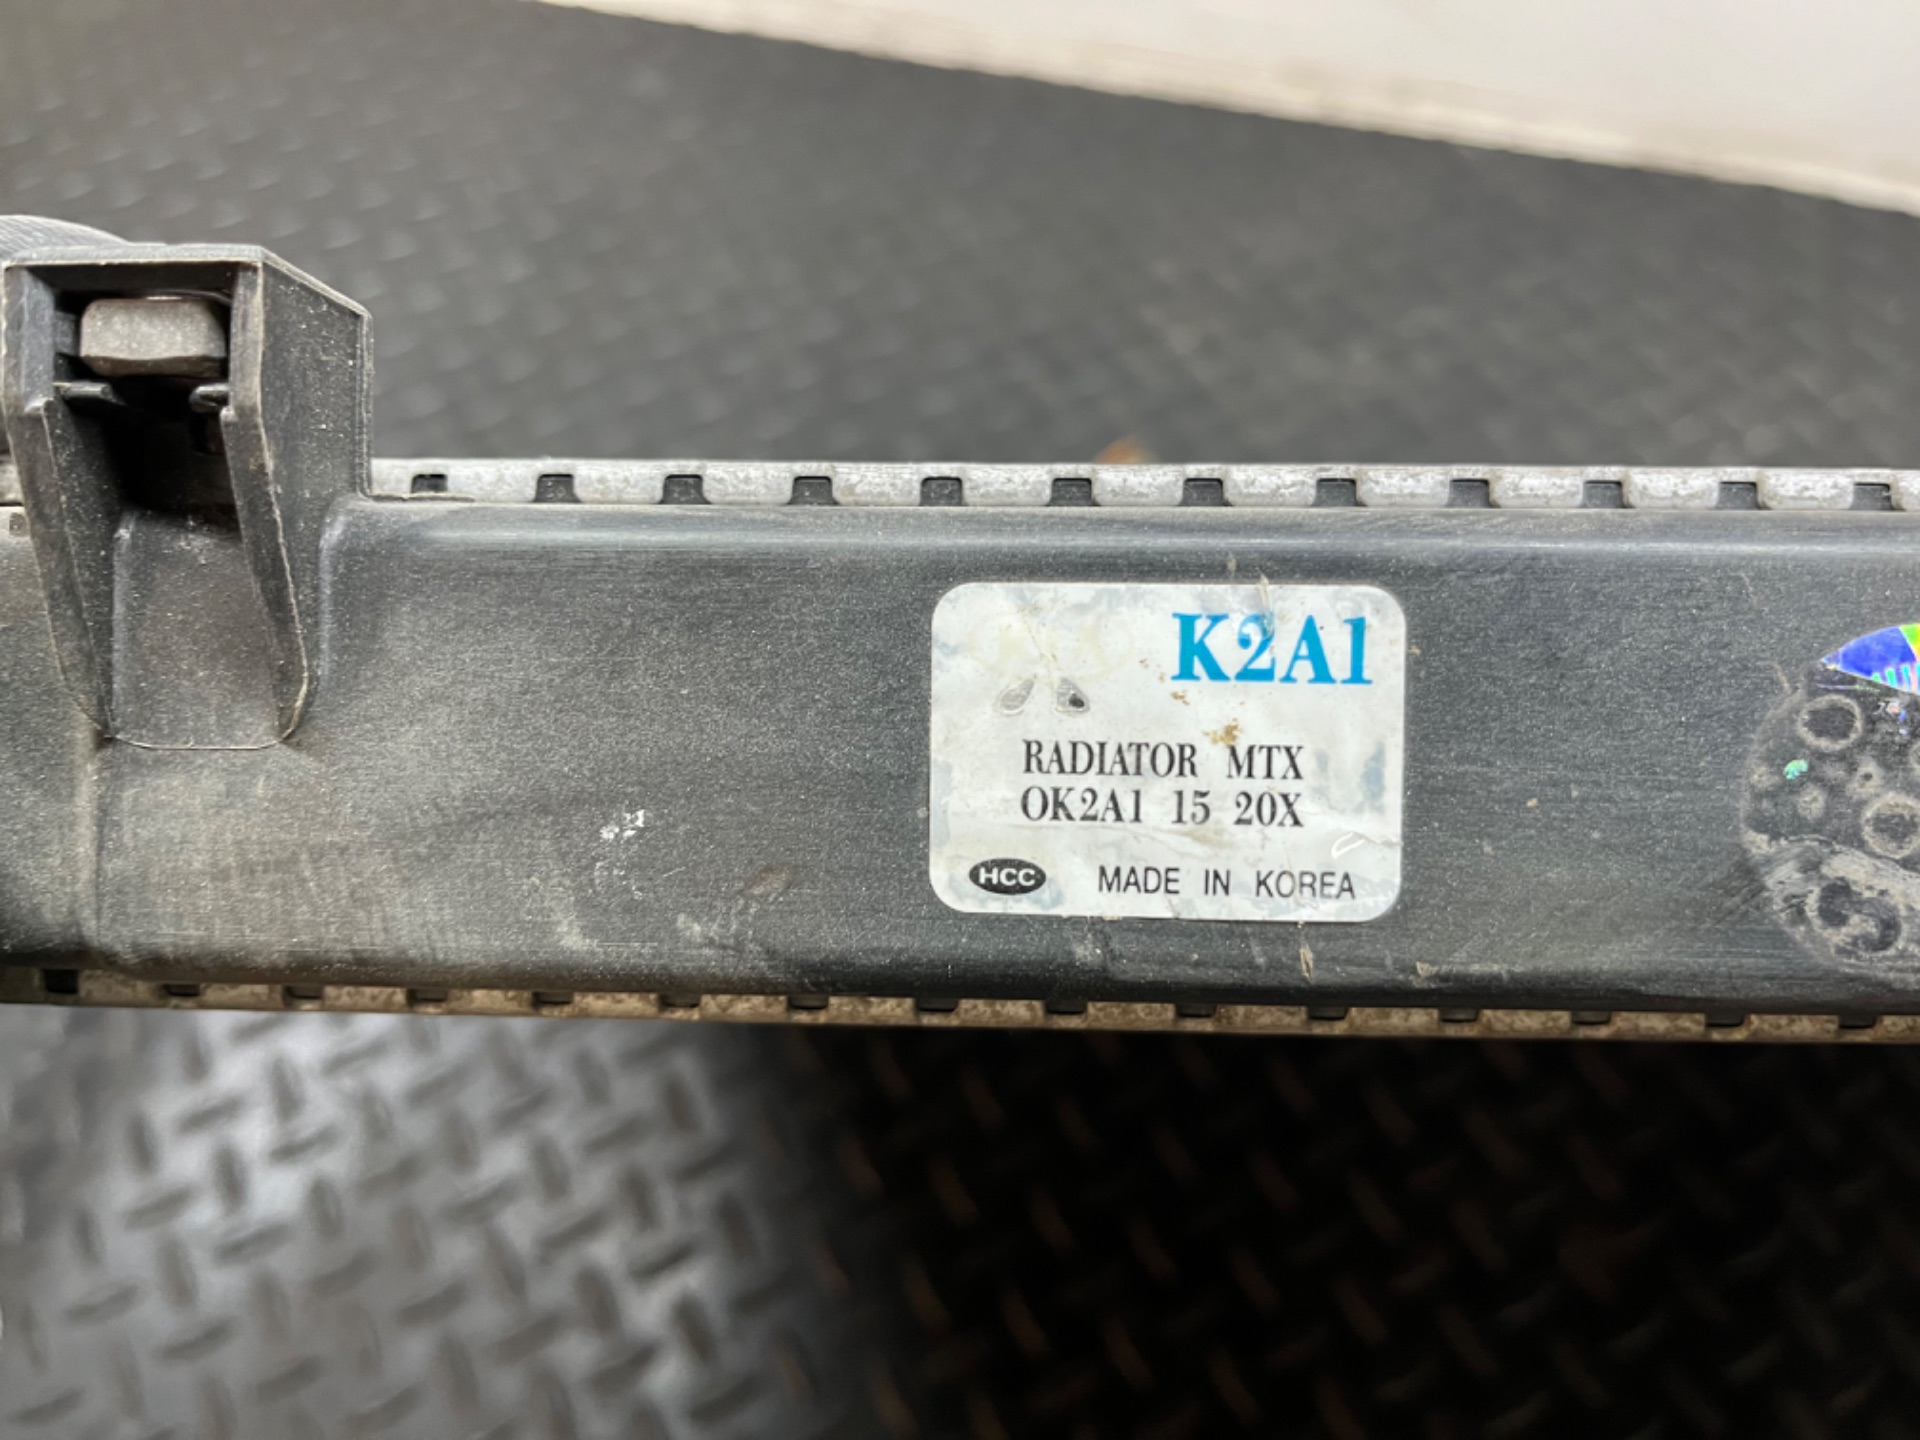 K2A1
RADIATOR MTX
OK2A1 15 20X
HCC MADE IN KOREA